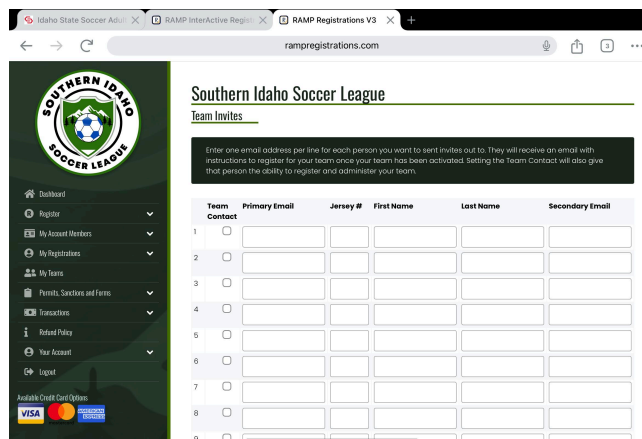 Idaho State Soccer Adult
RAMP InterActive Regist
RAMP Registrations V3
rampregistrations.com
3
SOUTHERN IDAHO
SOCCER LEAGUE
Dashboard
Register
My Account Members
My Registrations
My Teams
Permits, Sanctions and Forms
Transactions
Refund Policy
Your Account
Logout
Available Credit Card Options
VISA
AMERICAN
EXPRESS
Southern Idaho Soccer League
Team Invites
Enter one email address per line for each person you want to sent invites out to. They will receive an email with
instructions to register for your team once your team has been activated. Setting the Team Contact will also give
that person the ability to register and administer your team.
Team Contact Primary Email Jersey # First Name Last Name Secondary Email
1
2
3
4
5
6
7
8
9